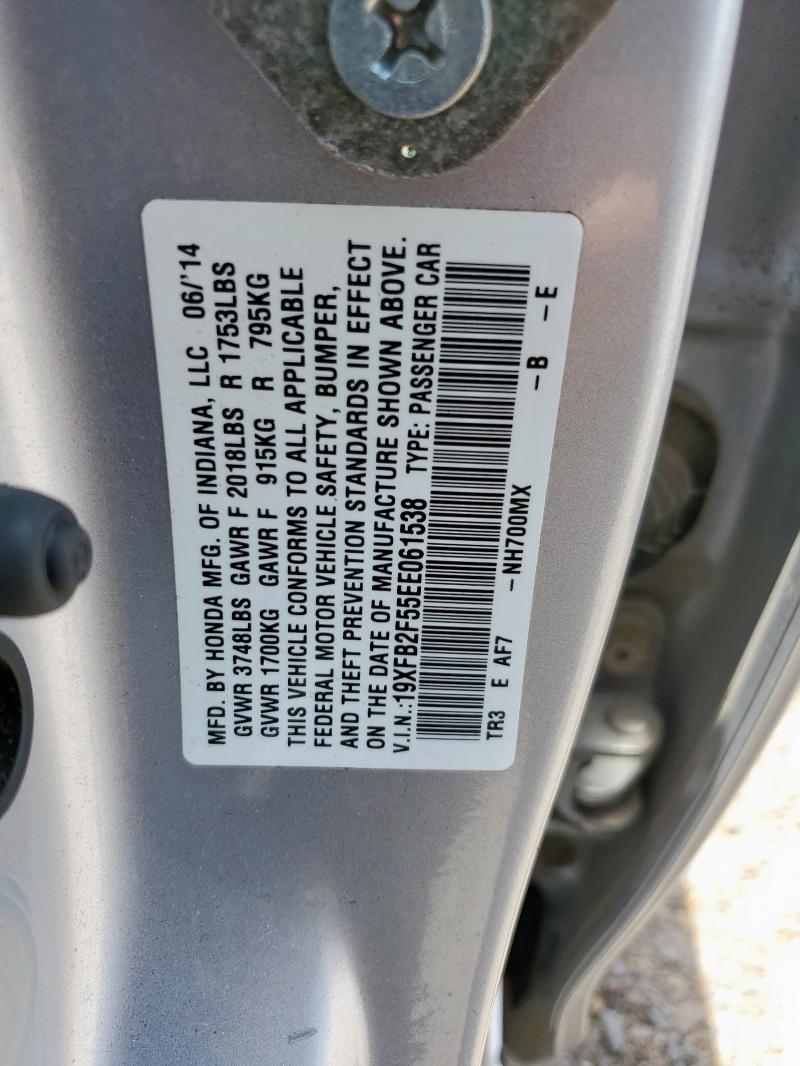 MFD. BY HONDA MFG. OF INDIANA, LLC 06/'14
GVWR 3748LBS GAWR F 2018LBS R 1753LBS
GVWR 1700KG GAWR F 915KG R 795KG
THIS VEHICLE CONFORMS TO ALL APPLICABLE
FEDERAL MOTOR VEHICLE SAFETY, BUMPER,
AND THEFT PREVENTION STANDARDS IN EFFECT
ON THE DATE OF MANUFACTURE SHOWN ABOVE.
V.I.N.:19XFB2F55EE061538 TYPE: PASSENGER CAR
TR3 E AF7 -NH700MX -B -E